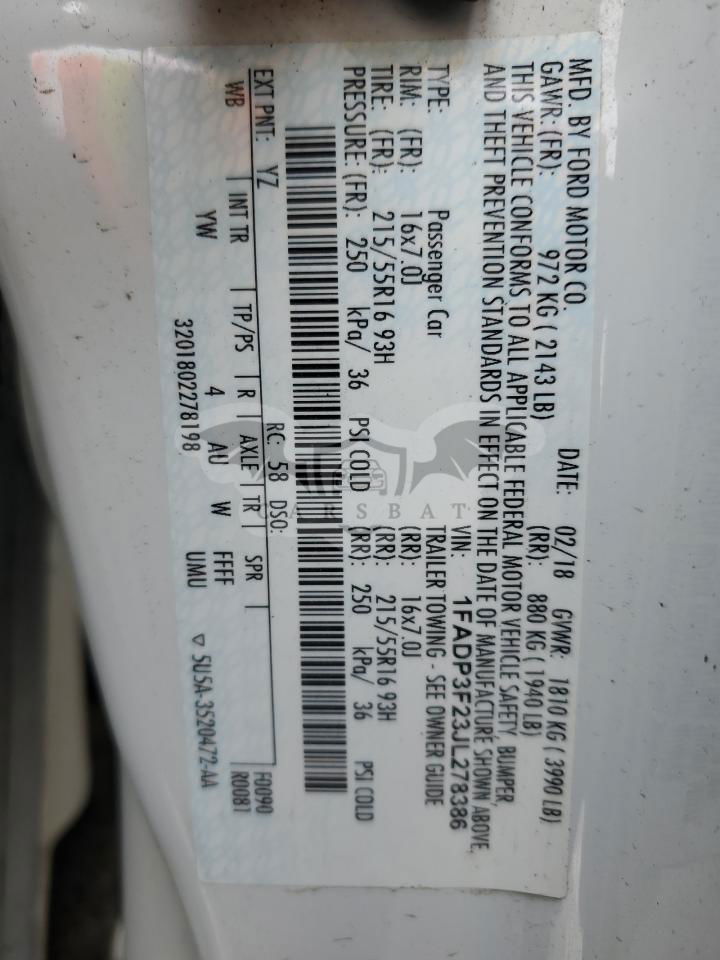 MFD. BY FORD MOTOR CO. DATE: 02/18 GVWR: 1810 KG ( 3990 LB)
GAWR: (FR): 972 KG ( 2143 LB) (RR): 880 KG ( 1940 LB)
THIS VEHICLE CONFORMS TO ALL APPLICABLE FEDERAL MOTOR VEHICLE SAFETY, BUMPER,
AND THEFT PREVENTION STANDARDS IN EFFECT ON THE DATE OF MANUFACTURE SHOWN ABOVE.
VIN: 1FADP3F23JL278386
TYPE: Passenger Car TRAILER TOWING - SEE OWNER GUIDE
RIM: (FR): 16x7.0J (RR): 16x7.0J
TIRE: (FR): 215/55R16 93H (RR): 215/55R16 93H
PRESSURE: (FR): 250 kPa/ 36 PSI COLD (RR): 250 kPa/ 36 PSI COLD
CARSBAT
EXT PNT: YZ RC: 58 DSO: F0090
WB INT TR TP/PS R AXLE TR SPR R0081
YW 4 AU W FFFF
UMU
3201802278198 ▽ 5U5A-3520472-AA